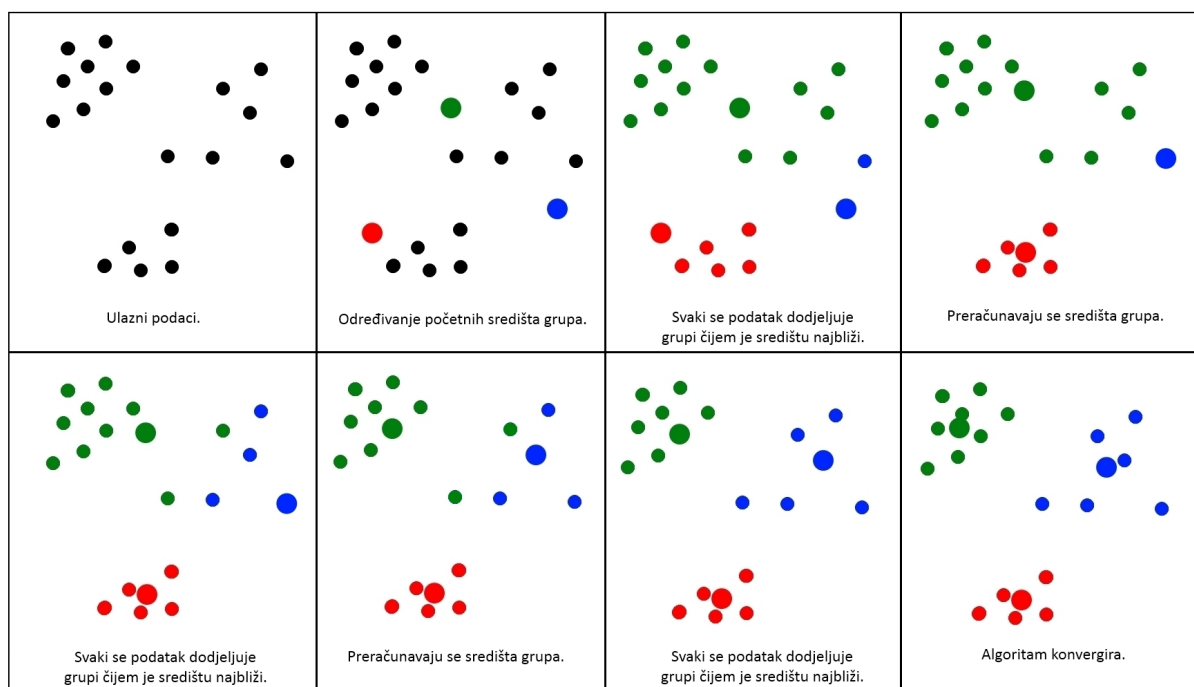 Ulazni podaci.
Određivanje početnih središta grupa.
Svaki se podatak dodjeljuje
grupi čijem je središtu najbliži.
Preračunavaju se središta grupa.
Svaki se podatak dodjeljuje
grupi čijem je središtu najbliži.
Preračunavaju se središta grupa.
Svaki se podatak dodjeljuje
grupi čijem je središtu najbliži.
Algoritam konvergira.